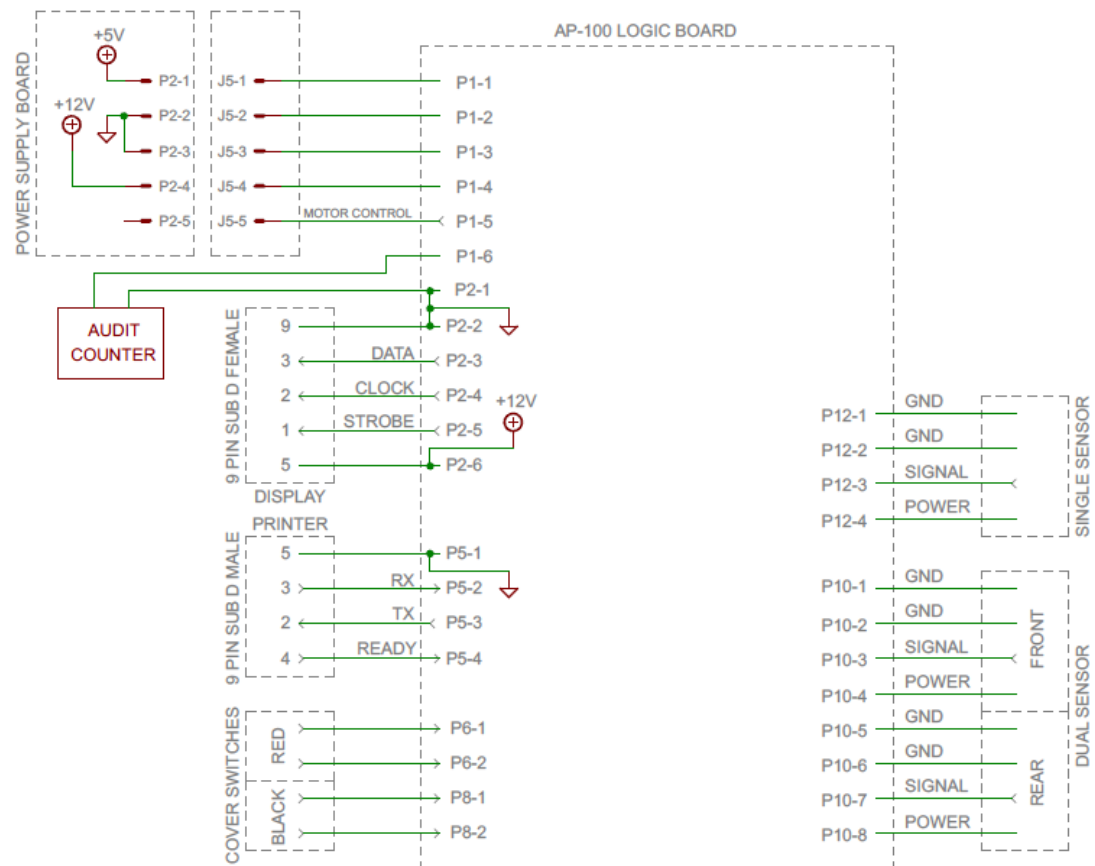 AP-100 LOGIC BOARD
POWER SUPPLY BOARD
+5V
+12V
P2-1
P2-2
P2-3
P2-4
P2-5
J5-1
J5-2
J5-3
J5-4
J5-5
MOTOR CONTROL
P1-1
P1-2
P1-3
P1-4
P1-5
P1-6
P2-1
P2-2
P2-3
P2-4
P2-5
P2-6
AUDIT
COUNTER
9 PIN SUB D FEMALE
9
3
2
1
5
DATA
CLOCK
STROBE
+12V
DISPLAY
PRINTER
9 PIN SUB D MALE
5
3
2
4
RX
TX
READY
P5-1
P5-2
P5-3
P5-4
COVER SWITCHES
RED
BLACK
P6-1
P6-2
P8-1
P8-2
P12-1
P12-2
P12-3
P12-4
GND
GND
SIGNAL
POWER
SINGLE SENSOR
P10-1
P10-2
P10-3
P10-4
P10-5
P10-6
P10-7
P10-8
GND
GND
SIGNAL
POWER
GND
GND
SIGNAL
POWER
FRONT
REAR
DUAL SENSOR